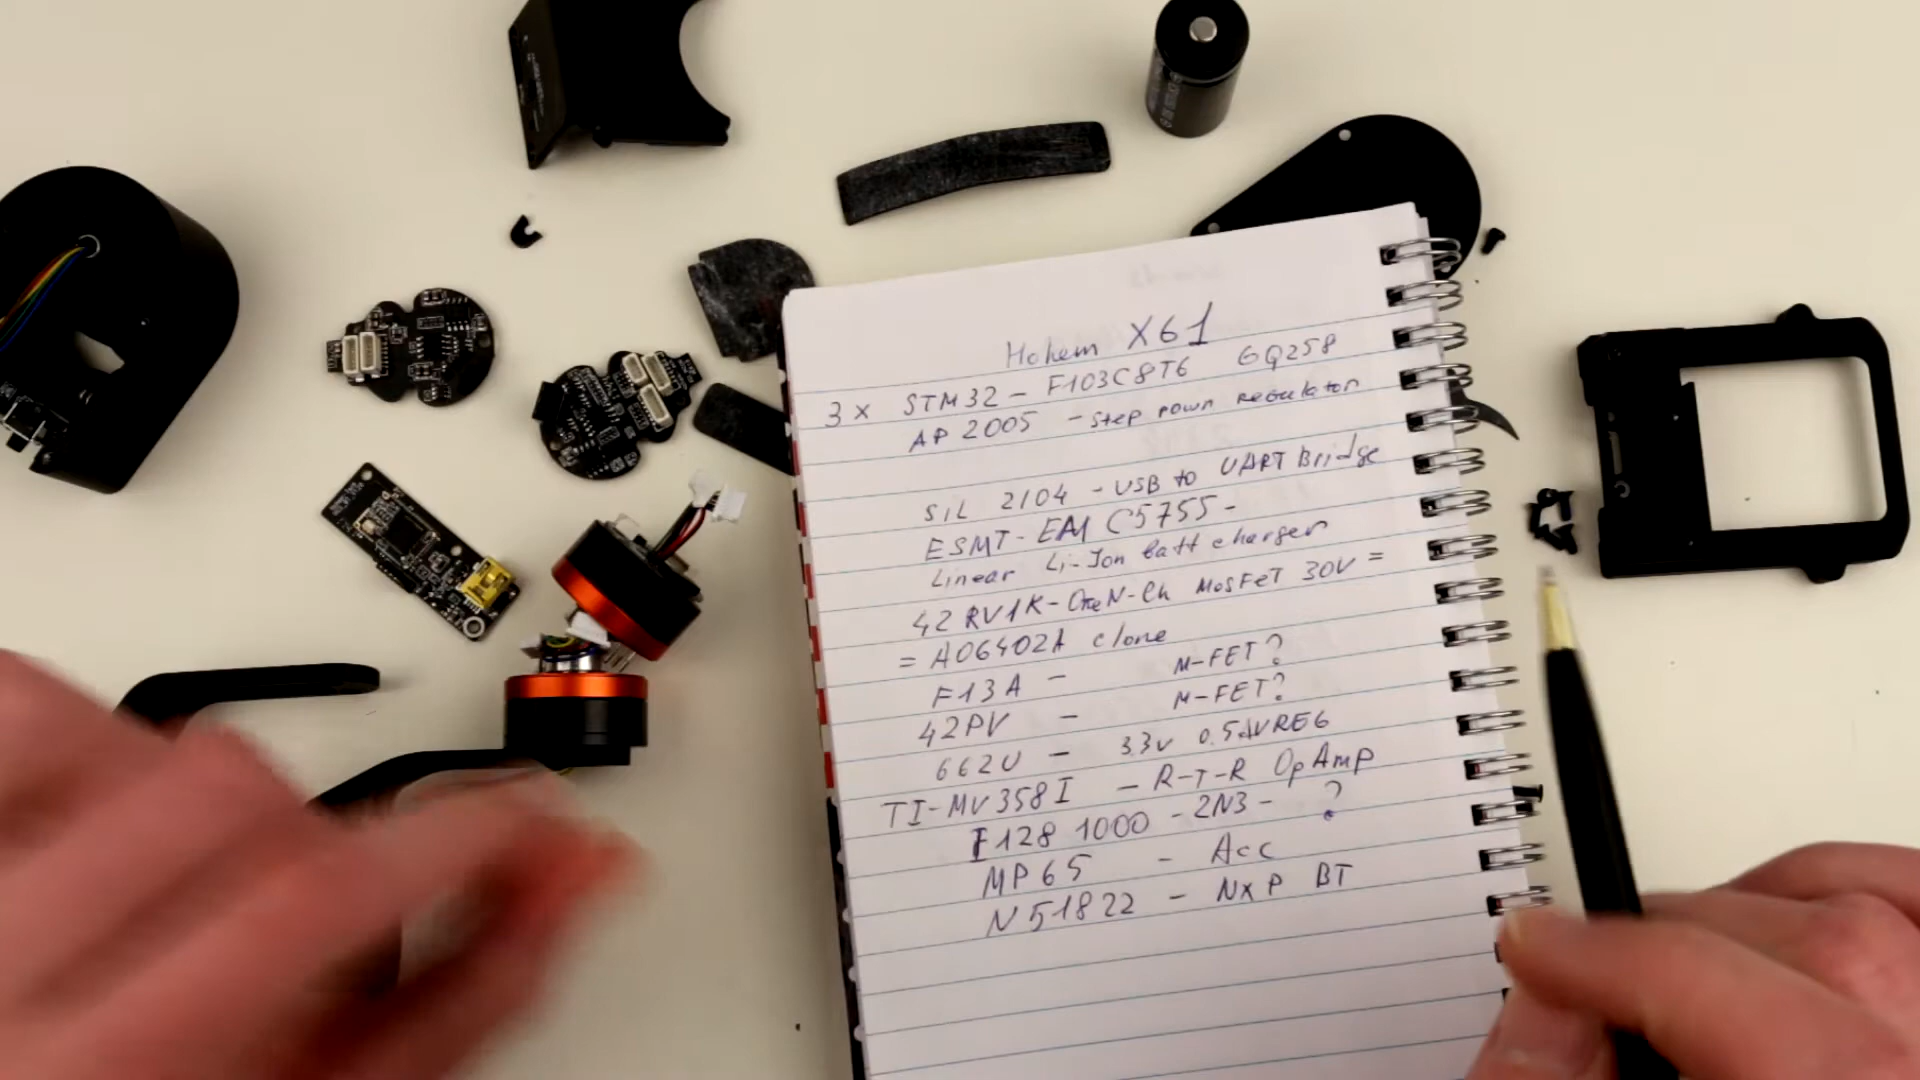 Hohem X61
3x STM32 - F103C8T6 GQ258
AP 2005 - Step Down regulator
SIL 2104 - USB to UART Bridge
ESMT - EM C5755 -
Linear Li-Ion batt charger
42 RV1K - One N-Ch MosFeT 30V =
= AO6402A clone
F13A - M-FET?
42PV - M-FET?
662U - 3.3v 0.5A VREG
TI-MV358I - R-T-R OpAmp
F128 1000 - 2N3 - ?
MP65 - Acc
N51822 - NXP BT